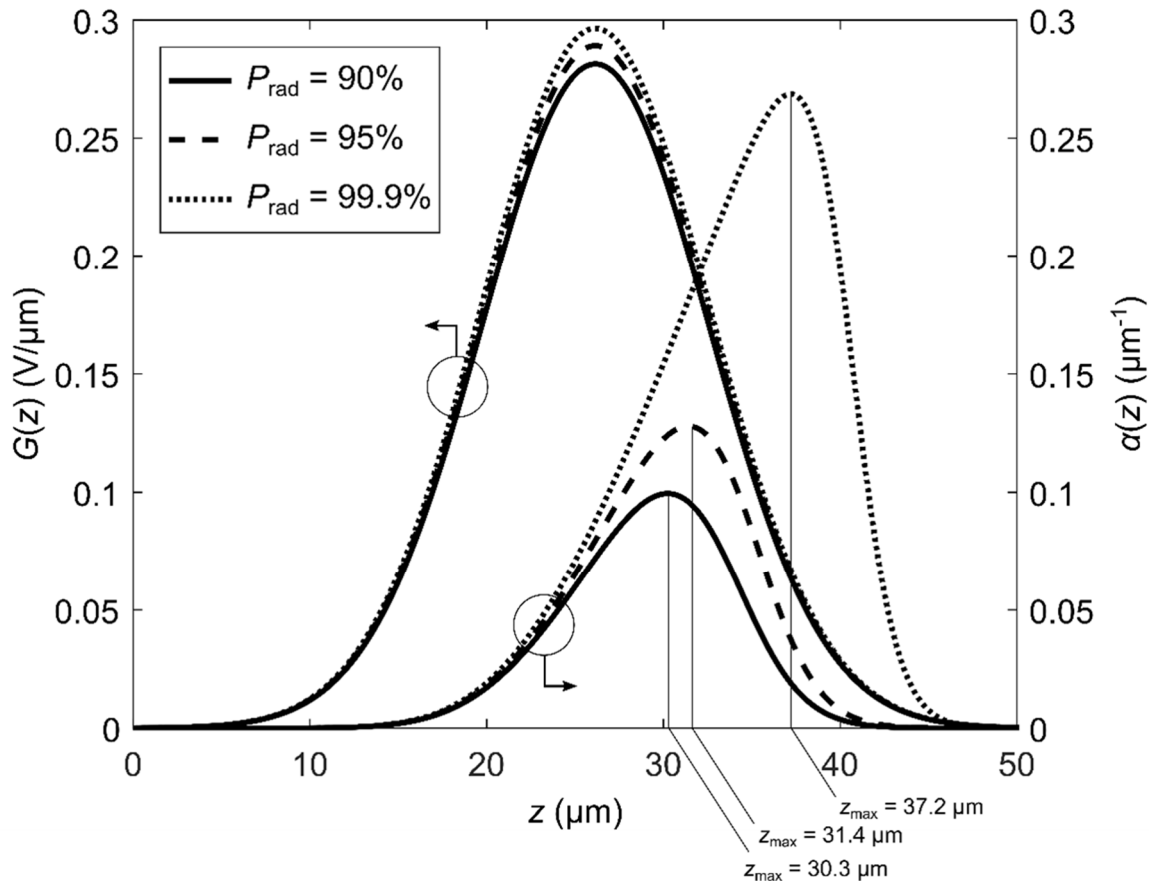 P_rad = 90%
P_rad = 95%
P_rad = 99.9%
G(z) (V/µm)
0.3
0.25
0.2
0.15
0.1
0.05
0
0.3
0.25
0.2
0.15
0.1
0.05
0
α(z) (µm⁻¹)
0 10 20 30 40 50
z (µm)
z_max = 37.2 µm
z_max = 31.4 µm
z_max = 30.3 µm